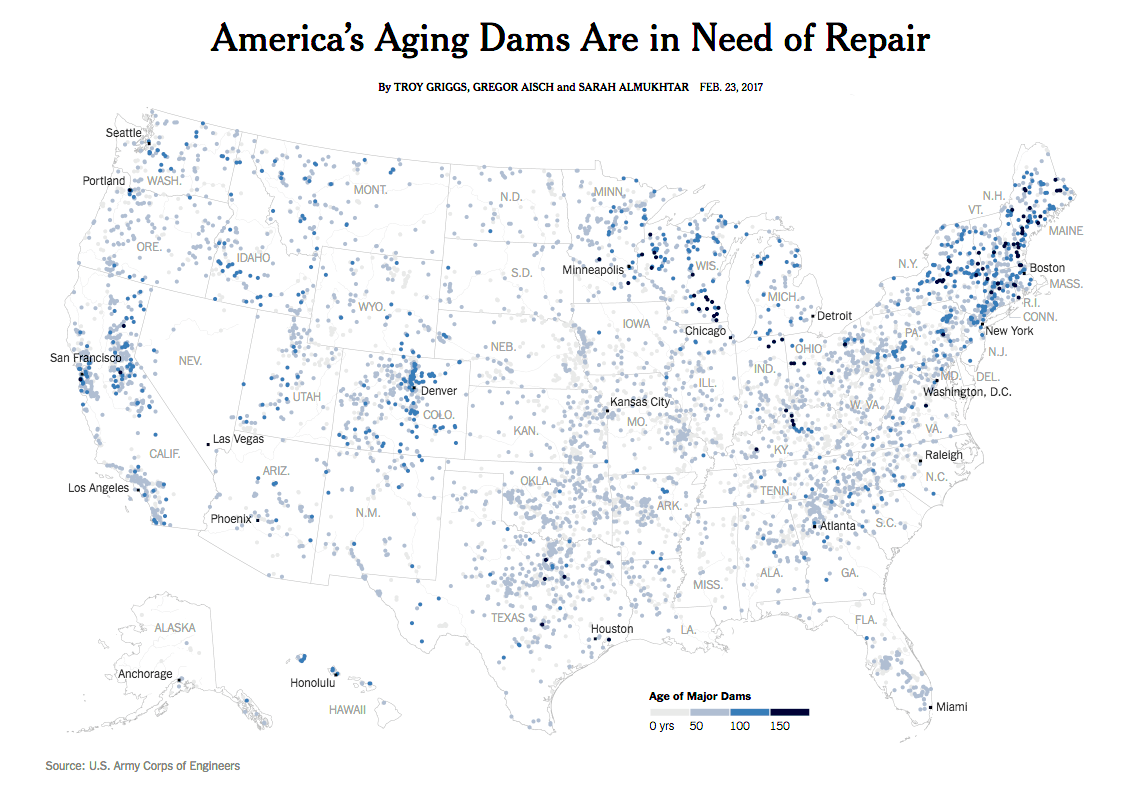 America's Aging Dams Are in Need of Repair
By TROY GRIGGS, GREGOR AISCH and SARAH ALMUKHTAR FEB. 23, 2017
Seattle
Portland
WASH.
MONT.
N.D.
MINN.
N.H.
VT.
MAINE
ORE.
IDAHO
S.D.
Minneapolis
WIS.
N.Y.
Boston
MASS.
WYO.
MICH.
R.I.
CONN.
IOWA
Detroit
Chicago
PA.
New York
San Francisco
NEV.
NEB.
OHIO
N.J.
IND.
UTAH
Denver
ILL.
MD.
DEL.
Washington, D.C.
COLO.
Kansas City
MO.
W. VA.
KAN.
VA.
Las Vegas
CALIF.
KY.
Raleigh
ARIZ.
N.C.
Los Angeles
OKLA.
TENN.
ARK.
Phoenix
N.M.
Atlanta
S.C.
MISS.
ALA.
GA.
TEXAS
FLA.
ALASKA
Houston
LA.
Anchorage
Honolulu
HAWAII
Miami
Age of Major Dams
0 yrs 50 100 150
Source: U.S. Army Corps of Engineers